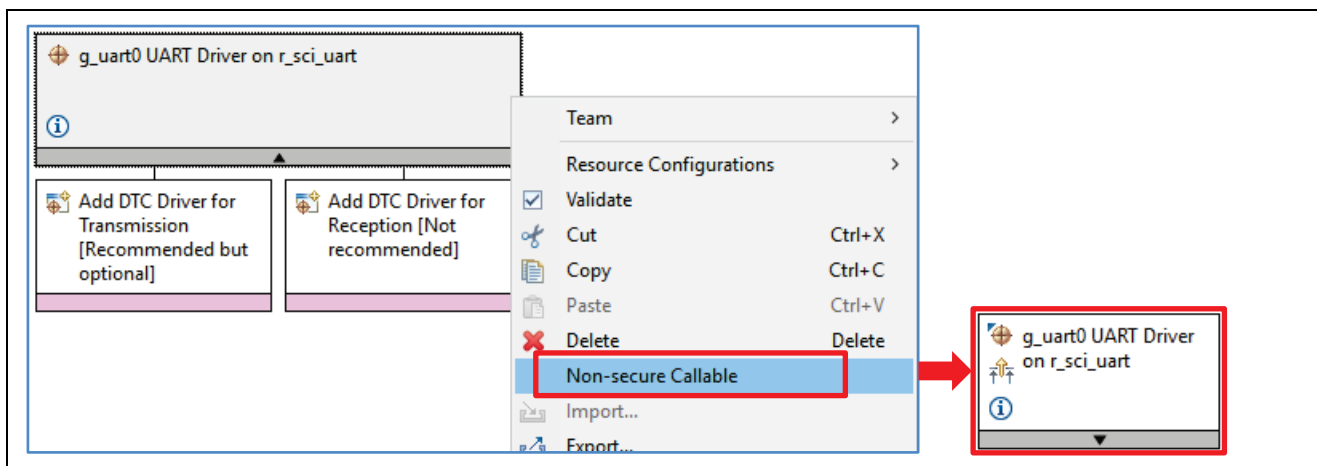 g_uart0 UART Driver on r_sci_uart
Add DTC Driver for
Transmission
[Recommended but
optional]
Add DTC Driver for
Reception [Not
recommended]
Team
Resource Configurations
Validate
Cut Ctrl+X
Copy Ctrl+C
Paste Ctrl+V
Delete Delete
Non-secure Callable
Import...
Export...
g_uart0 UART Driver
on r_sci_uart